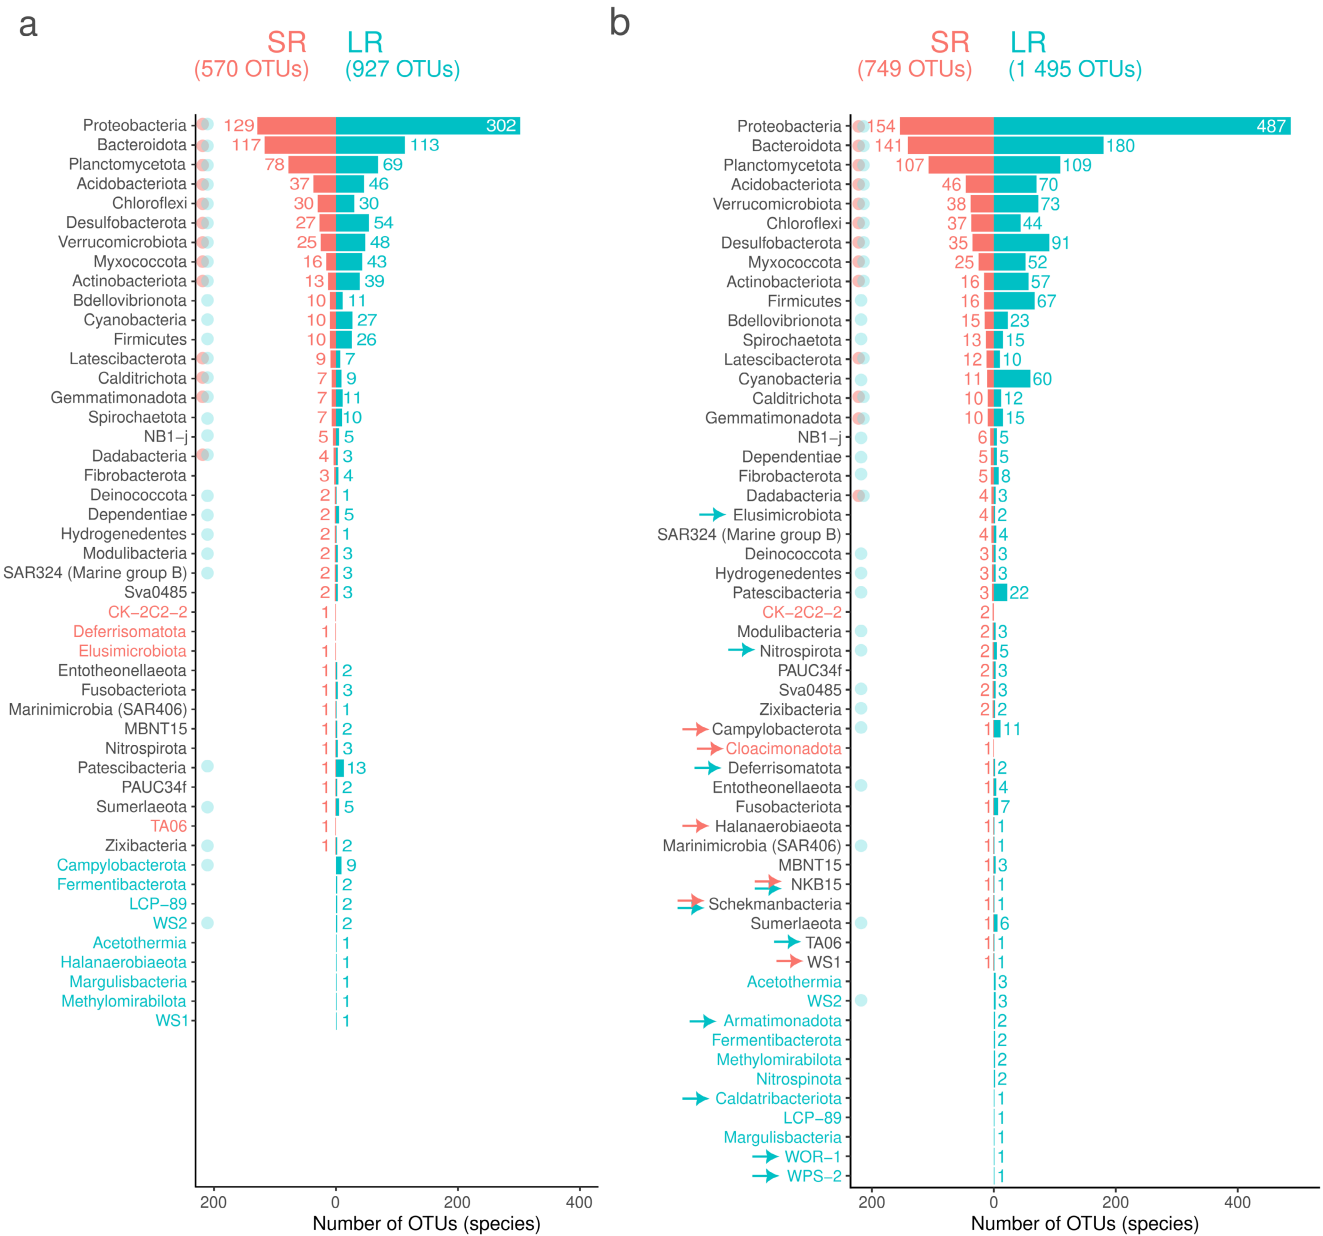 a
SR LR
(570 OTUs) (927 OTUs)
Proteobacteria 129 302
Bacteroidota 117 113
Planctomycetota 78 69
Acidobacteriota 37 46
Chloroflexi 30 30
Desulfobacterota 27 54
Verrucomicrobiota 25 48
Myxococcota 16 43
Actinobacteriota 13 39
Bdellovibrionota 10 11
Cyanobacteria 10 27
Firmicutes 10 26
Latescibacterota 9 7
Calditrichota 7 9
Gemmatimonadota 7 11
Spirochaetota 7 10
NB1−j 5 5
Dadabacteria 4 3
Fibrobacterota 3 4
Deinococcota 2 1
Dependentiae 2 5
Hydrogenedentes 2 1
Modulibacteria 2 3
SAR324 (Marine group B) 2 3
Sva0485 2 3
CK−2C2−2 1
Deferrisomatota 1
Elusimicrobiota 1
Entotheonellaeota 1 2
Fusobacteriota 1 3
Marinimicrobia (SAR406) 1 1
MBNT15 1 2
Nitrospirota 1 3
Patescibacteria 1 13
PAUC34f 1 2
Sumerlaeota 1 5
TA06 1
Zixibacteria 1 2
Campylobacterota 9
Fermentibacterota 2
LCP−89 2
WS2 2
Acetothermia 1
Halanaerobiaeota 1
Margulisbacteria 1
Methylomirabilota 1
WS1 1
200 0 200 400
Number of OTUs (species)
b
SR LR
(749 OTUs) (1 495 OTUs)
Proteobacteria 154 487
Bacteroidota 141 180
Planctomycetota 107 109
Acidobacteriota 46 70
Verrucomicrobiota 38 73
Chloroflexi 37 44
Desulfobacterota 35 91
Myxococcota 25 52
Actinobacteriota 16 57
Firmicutes 16 67
Bdellovibrionota 15 23
Spirochaetota 13 15
Latescibacterota 12 10
Cyanobacteria 11 60
Calditrichota 10 12
Gemmatimonadota 10 15
NB1−j 6 5
Dependentiae 5 5
Fibrobacterota 5 8
Dadabacteria 4 3
Elusimicrobiota 4 2
SAR324 (Marine group B) 4 4
Deinococcota 3 3
Hydrogenedentes 3 3
Patescibacteria 3 22
CK−2C2−2 2
Modulibacteria 2 3
Nitrospirota 2 5
PAUC34f 2 3
Sva0485 2 3
Zixibacteria 2 2
Campylobacterota 1 11
Cloacimonadota 1
Deferrisomatota 1 2
Entotheonellaeota 1 4
Fusobacteriota 1 7
Halanaerobiaeota 1 1
Marinimicrobia (SAR406) 1 1
MBNT15 1 3
NKB15 1 1
Schekmanbacteria 1 1
Sumerlaeota 1 6
TA06 1 1
WS1 1 1
Acetothermia 3
WS2 3
Armatimonadota 2
Fermentibacterota 2
Methylomirabilota 2
Nitrospinota 2
Caldatribacteriota 1
LCP−89 1
Margulisbacteria 1
WOR−1 1
WPS−2 1
200 0 200 400
Number of OTUs (species)